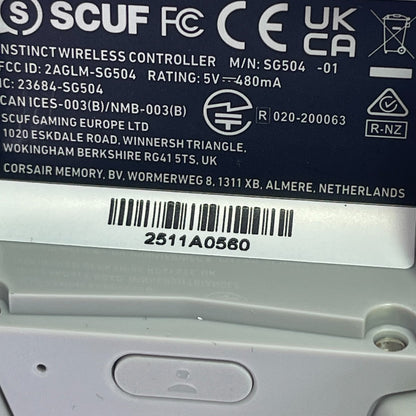 S SCUF FC CE UK CA
INSTINCT WIRELESS CONTROLLER M/N: SG504 -01
FCC ID: 2AGLM-SG504 RATING: 5V⎓480mA
IC: 23684-SG504
CAN ICES-003(B)/NMB-003(B)
R 020-200063
R-NZ
SCUF GAMING EUROPE LTD
1020 ESKDALE ROAD, WINNERSH TRIANGLE,
WOKINGHAM BERKSHIRE RG41 5TS, UK
CORSAIR MEMORY, BV, WORMERWEG 8, 1311 XB, ALMERE, NETHERLANDS
2511A0560